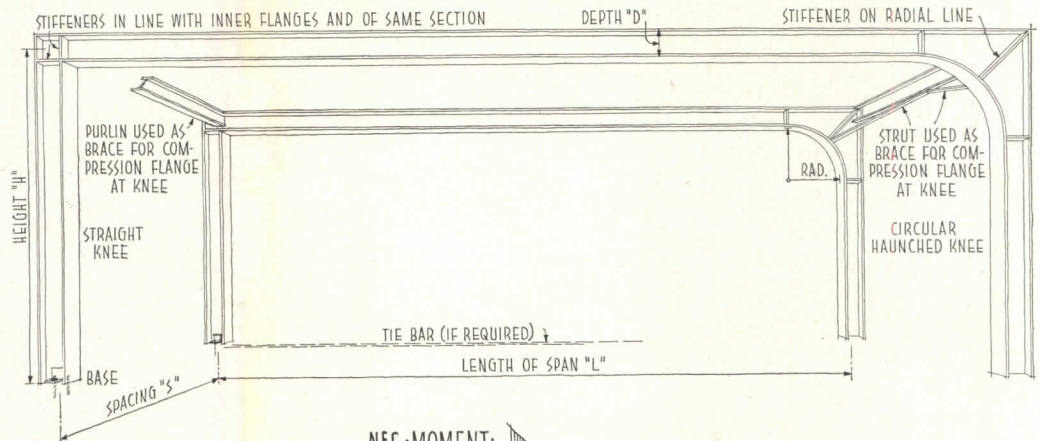 STIFFENERS IN LINE WITH INNER FLANGES AND OF SAME SECTION
DEPTH "D"
STIFFENER ON RADIAL LINE
HEIGHT "H"
PURLIN USED AS
BRACE FOR COM-
PRESSION FLANGE
AT KNEE
STRAIGHT
KNEE
RAD.
STRUT USED AS
BRACE FOR COM-
PRESSION FLANGE
AT KNEE
CIRCULAR
HAUNCHED KNEE
TIE BAR (IF REQUIRED)
LENGTH OF SPAN "L"
BASE
SPACING "S"
NEG. MOMENT.